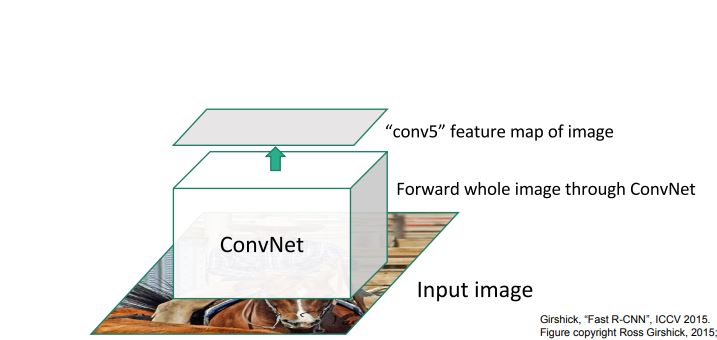 “conv5” feature map of image
Forward whole image through ConvNet
ConvNet
Input image
Girshick, “Fast R-CNN”, ICCV 2015.
Figure copyright Ross Girshick, 2015;